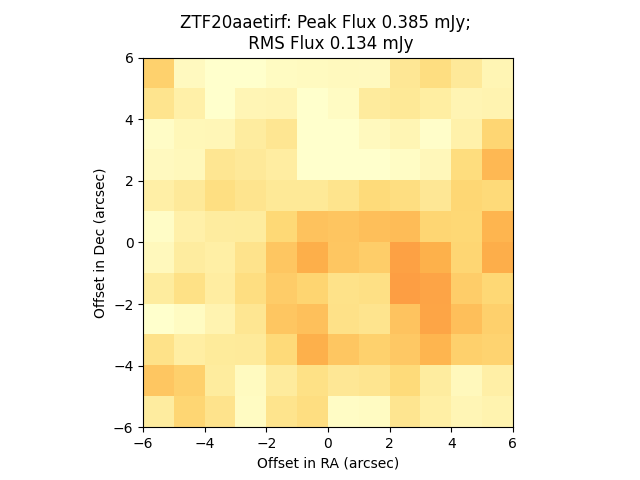 ZTF20aaetirf: Peak Flux 0.385 mJy;
RMS Flux 0.134 mJy
6
4
2
0
−2
−4
−6
Offset in Dec (arcsec)
−6 −4 −2 0 2 4 6
Offset in RA (arcsec)